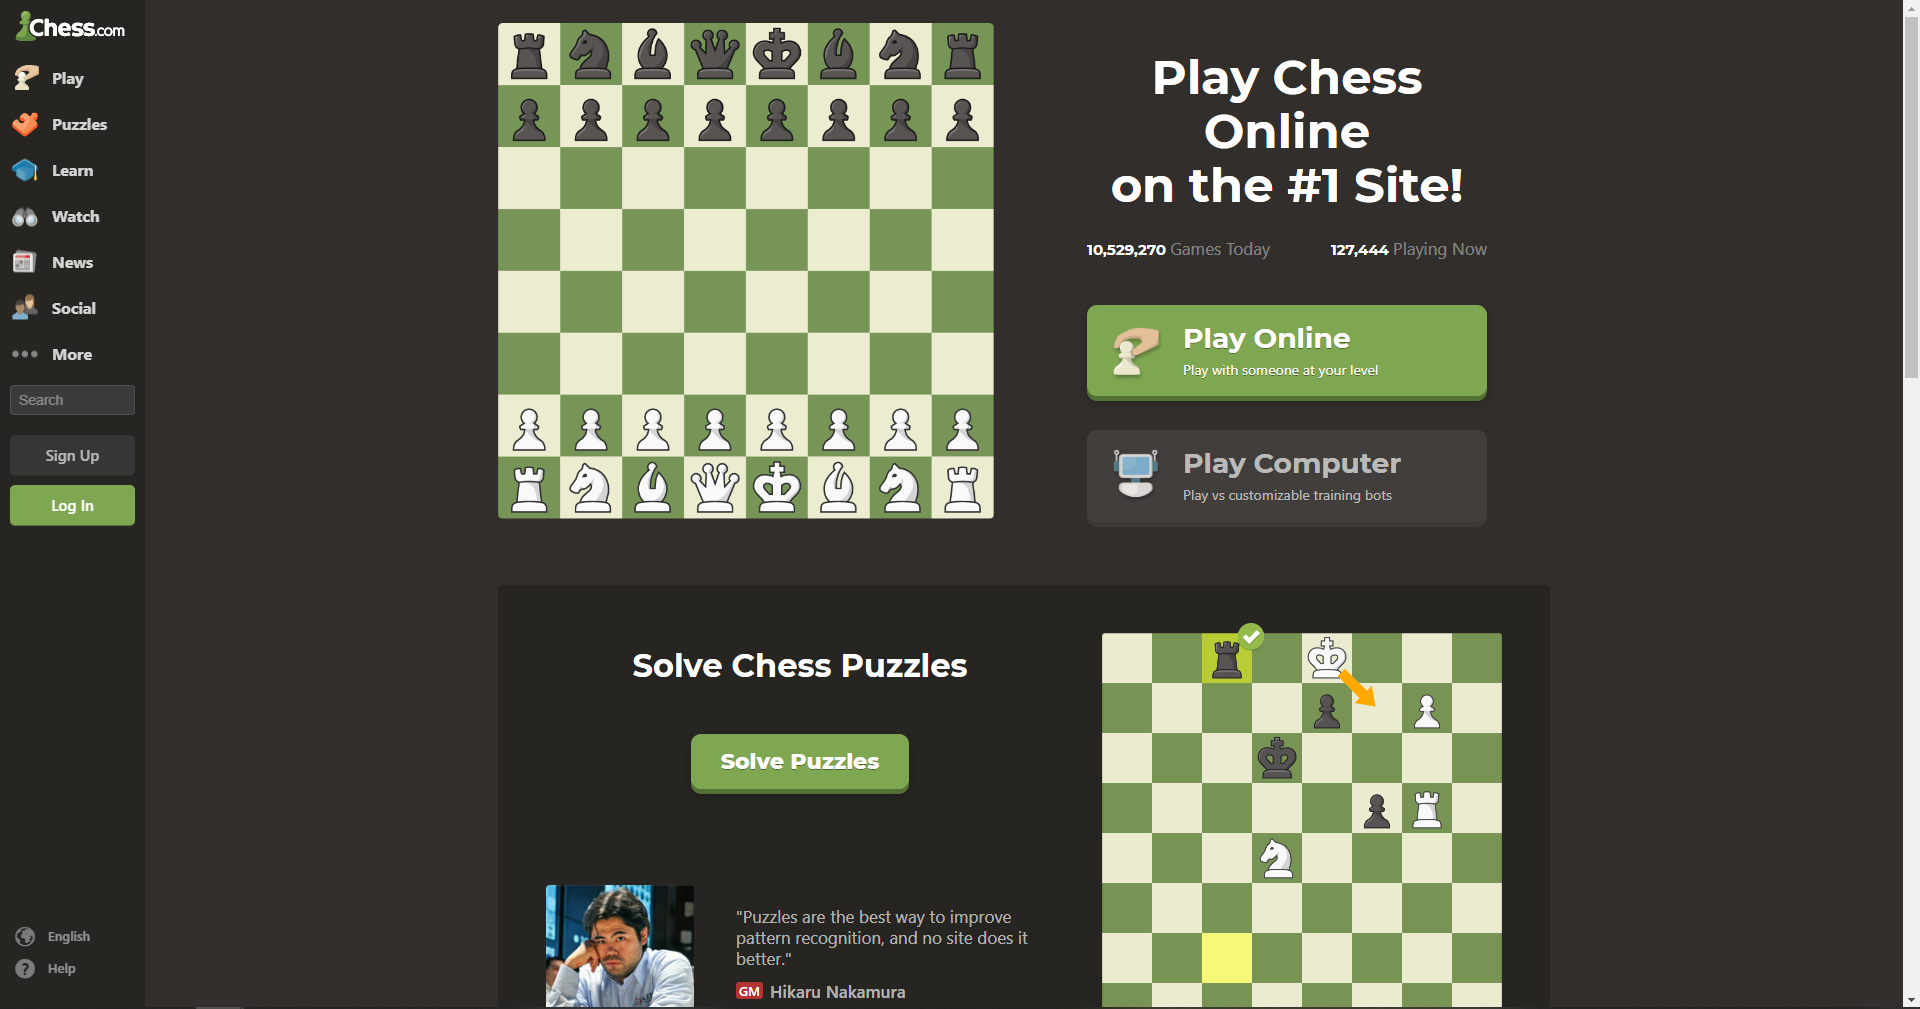 Chess.com
Play
Puzzles
Learn
Watch
News
Social
More
Search
Sign Up
Log In
English
Help
Play Chess
Online
on the #1 Site!
10,529,270 Games Today
127,444 Playing Now
Play Online
Play with someone at your level
Play Computer
Play vs customizable training bots
Solve Chess Puzzles
Solve Puzzles
"Puzzles are the best way to improve
pattern recognition, and no site does it
better."
GM Hikaru Nakamura